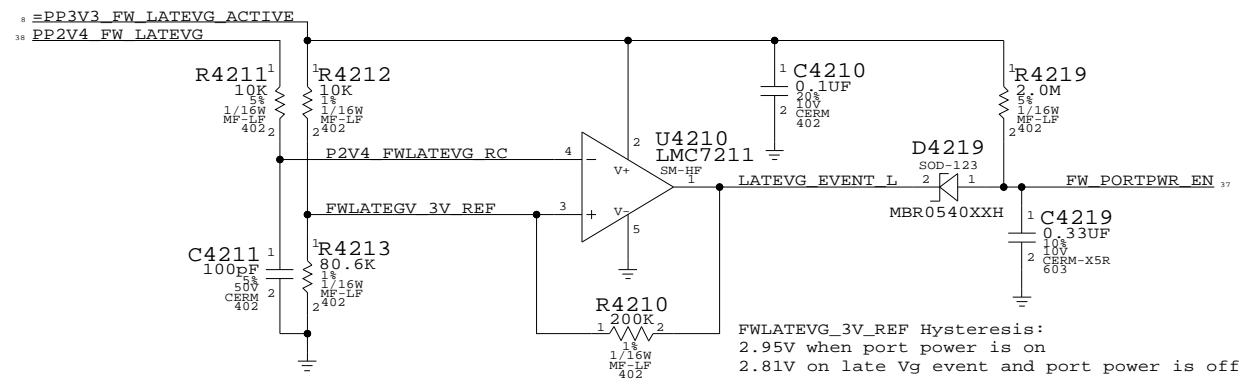 8 =PP3V3_FW_LATEVG_ACTIVE
38 PP2V4_FW_LATEVG
R4211
10K
5%
1/16W
MF-LF
402
1
2
R4212
10K
1%
1/16W
MF-LF
402
1
2
C4210
0.1UF
20%
10V
CERM
402
1
2
R4219
2.0M
5%
1/16W
MF-LF
402
1
2
P2V4_FWLATEVG_RC
4
−
U4210
LMC7211
SM-HF
2
V+
1
LATEVG_EVENT_L
D4219
SOD-123
2
1
MBR0540XXH
FW_PORTPWR_EN 37
FWLATEGV_3V_REF
3
+
V-
5
C4219
0.33UF
10%
10V
CERM-X5R
603
1
2
C4211
100pF
5%
50V
CERM
402
1
2
R4213
80.6K
1%
1/16W
MF-LF
402
1
2
R4210
200K
1
2
1%
1/16W
MF-LF
402
FWLATEVG_3V_REF Hysteresis:
2.95V when port power is on
2.81V on late Vg event and port power is off